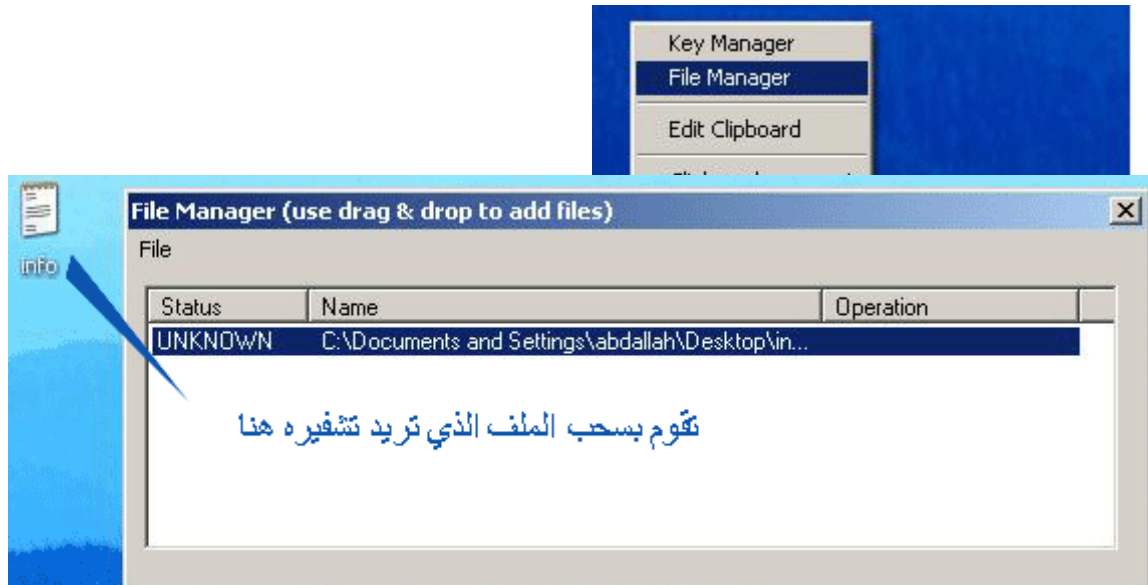 Key Manager
File Manager
Edit Clipboard
info
File Manager (use drag & drop to add files)
File
Status Name Operation
UNKNOWN C:\Documents and Settings\abdallah\Desktop\in...
تقوم بسحب الملف الذي تريد تشفيره هنا